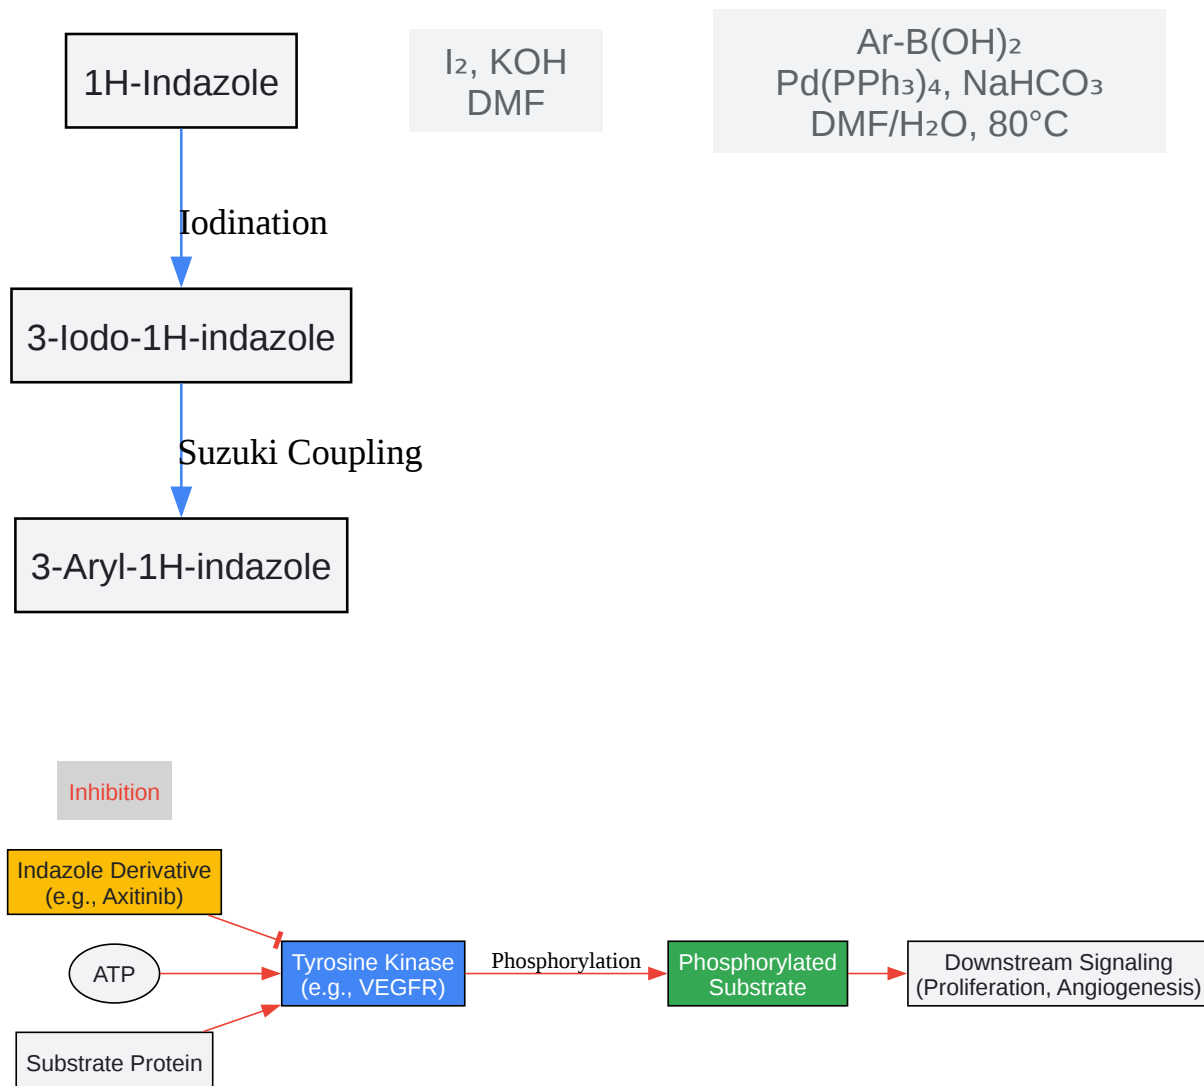 1H-Indazole
I₂, KOH
DMF
Ar-B(OH)₂
Pd(PPh₃)₄, NaHCO₃
DMF/H₂O, 80°C
Iodination
3-Iodo-1H-indazole
Suzuki Coupling
3-Aryl-1H-indazole
Inhibition
Indazole Derivative
(e.g., Axitinib)
ATP
Substrate Protein
Tyrosine Kinase
(e.g., VEGFR)
Phosphorylation
Phosphorylated
Substrate
Downstream Signaling
(Proliferation, Angiogenesis)